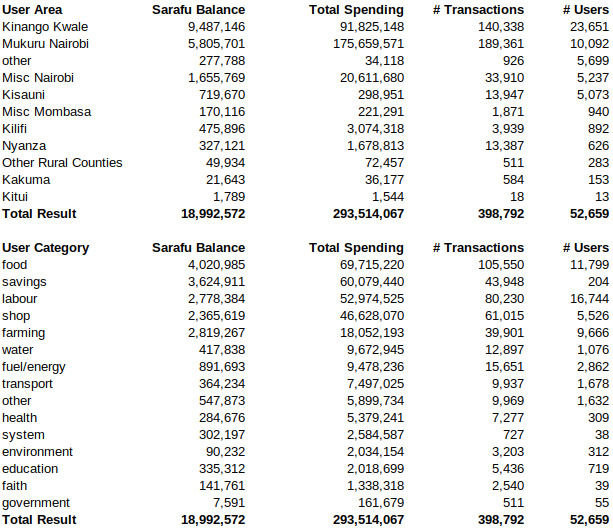 User Area Sarafu Balance Total Spending # Transactions # Users
Kinango Kwale 9,487,146 91,825,148 140,338 23,651
Mukuru Nairobi 5,805,701 175,659,571 189,361 10,092
other 277,788 34,118 926 5,699
Misc Nairobi 1,655,769 20,611,680 33,910 5,237
Kisauni 719,670 298,951 13,947 5,073
Misc Mombasa 170,116 221,291 1,871 940
Kilifi 475,896 3,074,318 3,939 892
Nyanza 327,121 1,678,813 13,387 626
Other Rural Counties 49,934 72,457 511 283
Kakuma 21,643 36,177 584 153
Kitui 1,789 1,544 18 13
Total Result 18,992,572 293,514,067 398,792 52,659
User Category Sarafu Balance Total Spending # Transactions # Users
food 4,020,985 69,715,220 105,550 11,799
savings 3,624,911 60,079,440 43,948 204
labour 2,778,384 52,974,525 80,230 16,744
shop 2,365,619 46,628,070 61,015 5,526
farming 2,819,267 18,052,193 39,901 9,666
water 417,838 9,672,945 12,897 1,076
fuel/energy 891,693 9,478,236 15,651 2,862
transport 364,234 7,497,025 9,937 1,678
other 547,873 5,899,734 9,969 1,632
health 284,676 5,379,241 7,277 309
system 302,197 2,584,587 727 38
environment 90,232 2,034,154 3,203 312
education 335,312 2,018,699 5,436 719
faith 141,761 1,338,318 2,540 39
government 7,591 161,679 511 55
Total Result 18,992,572 293,514,067 398,792 52,659